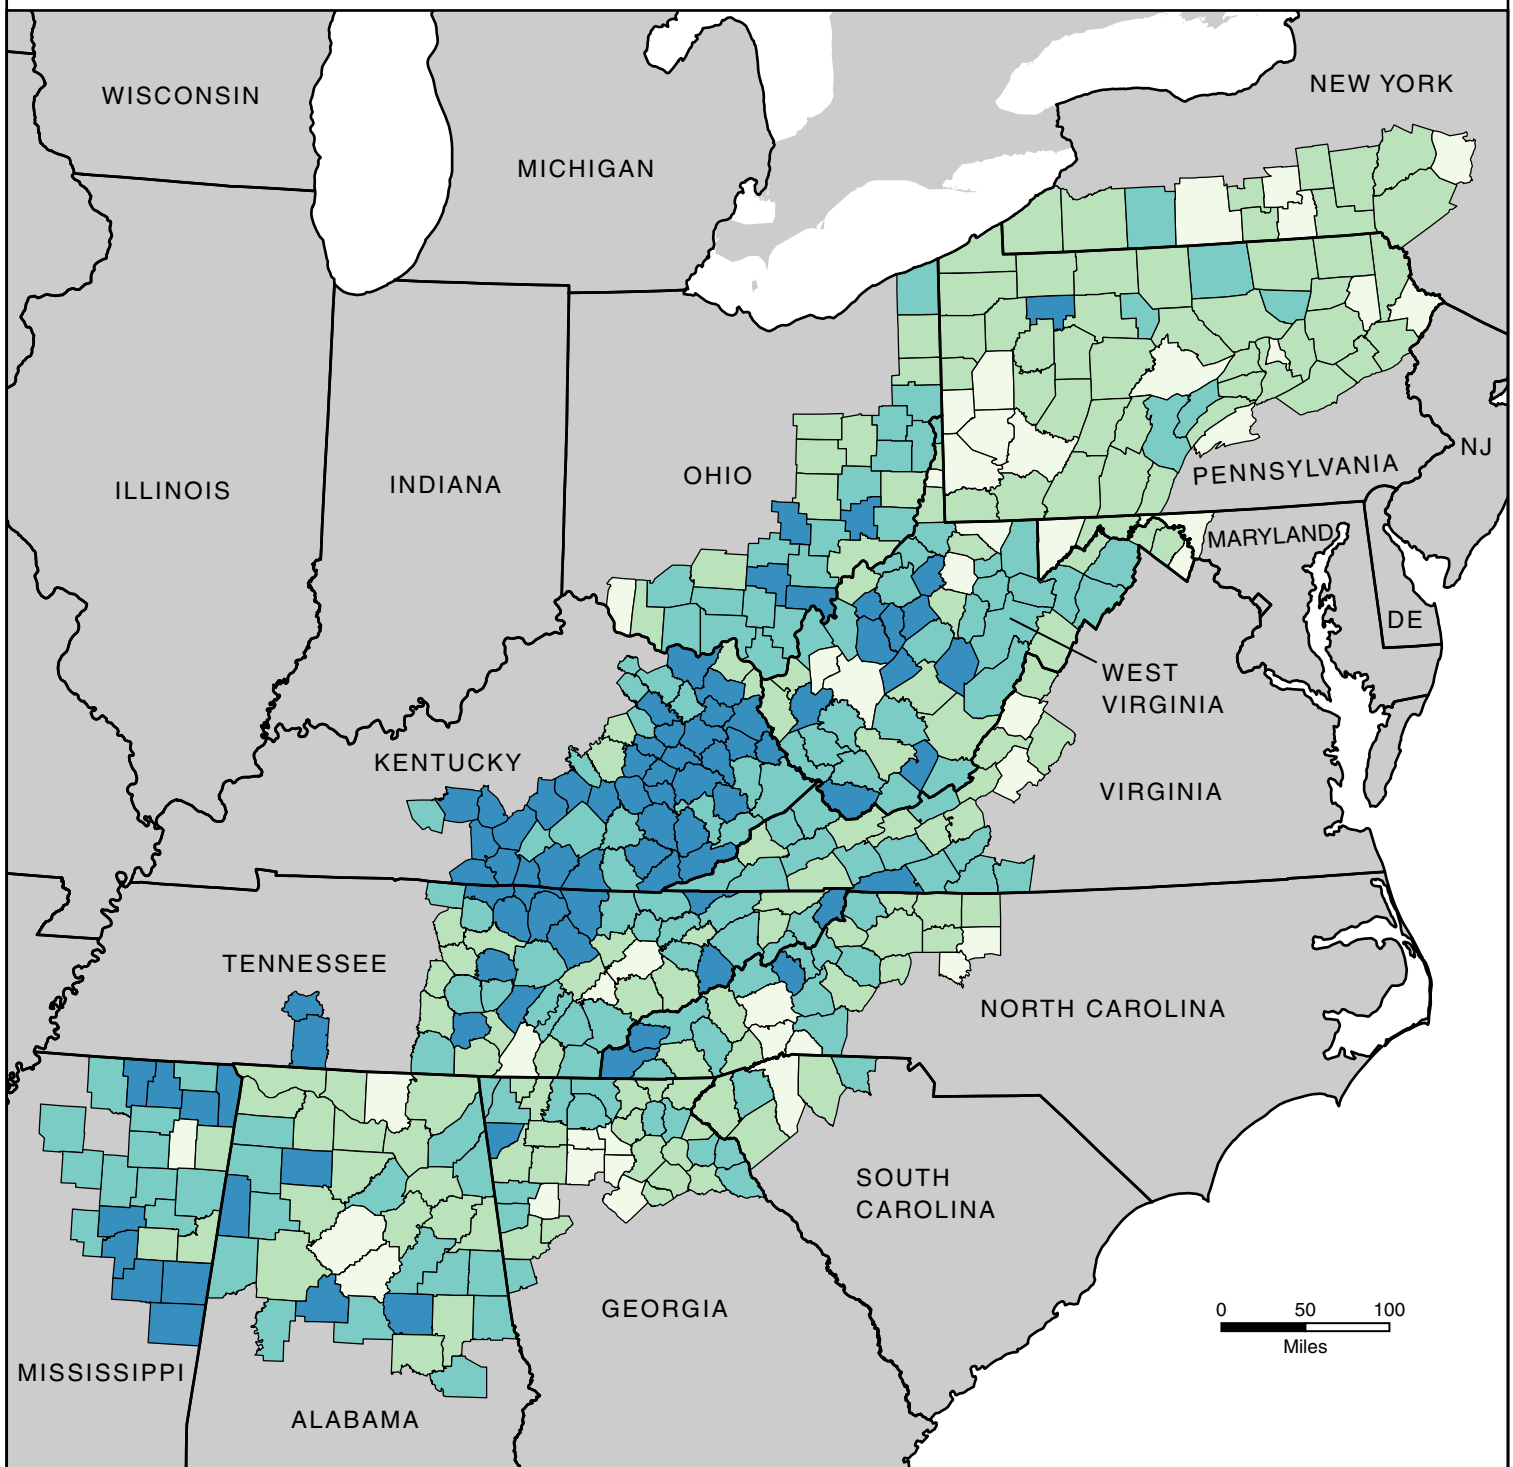 WISCONSIN
NEW YORK
MICHIGAN
ILLINOIS
INDIANA
OHIO
PENNSYLVANIA
NJ
MARYLAND
DE
WEST
VIRGINIA
KENTUCKY
VIRGINIA
TENNESSEE
NORTH CAROLINA
SOUTH
CAROLINA
GEORGIA
MISSISSIPPI
ALABAMA
0 50 100
Miles